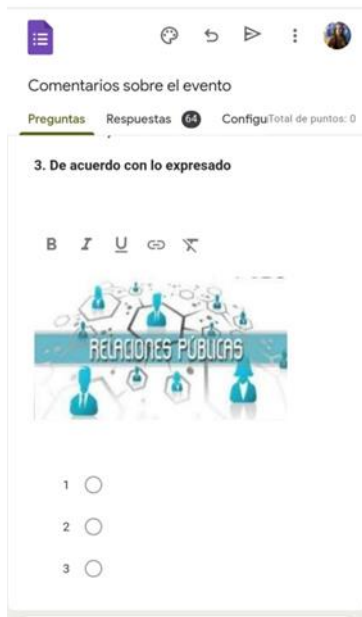 Comentarios sobre el evento
Preguntas Respuestas 64 Configu Total de puntos: 0
3. De acuerdo con lo expresado
B I U
RELACIONES PÚBLICAS
1
2
3